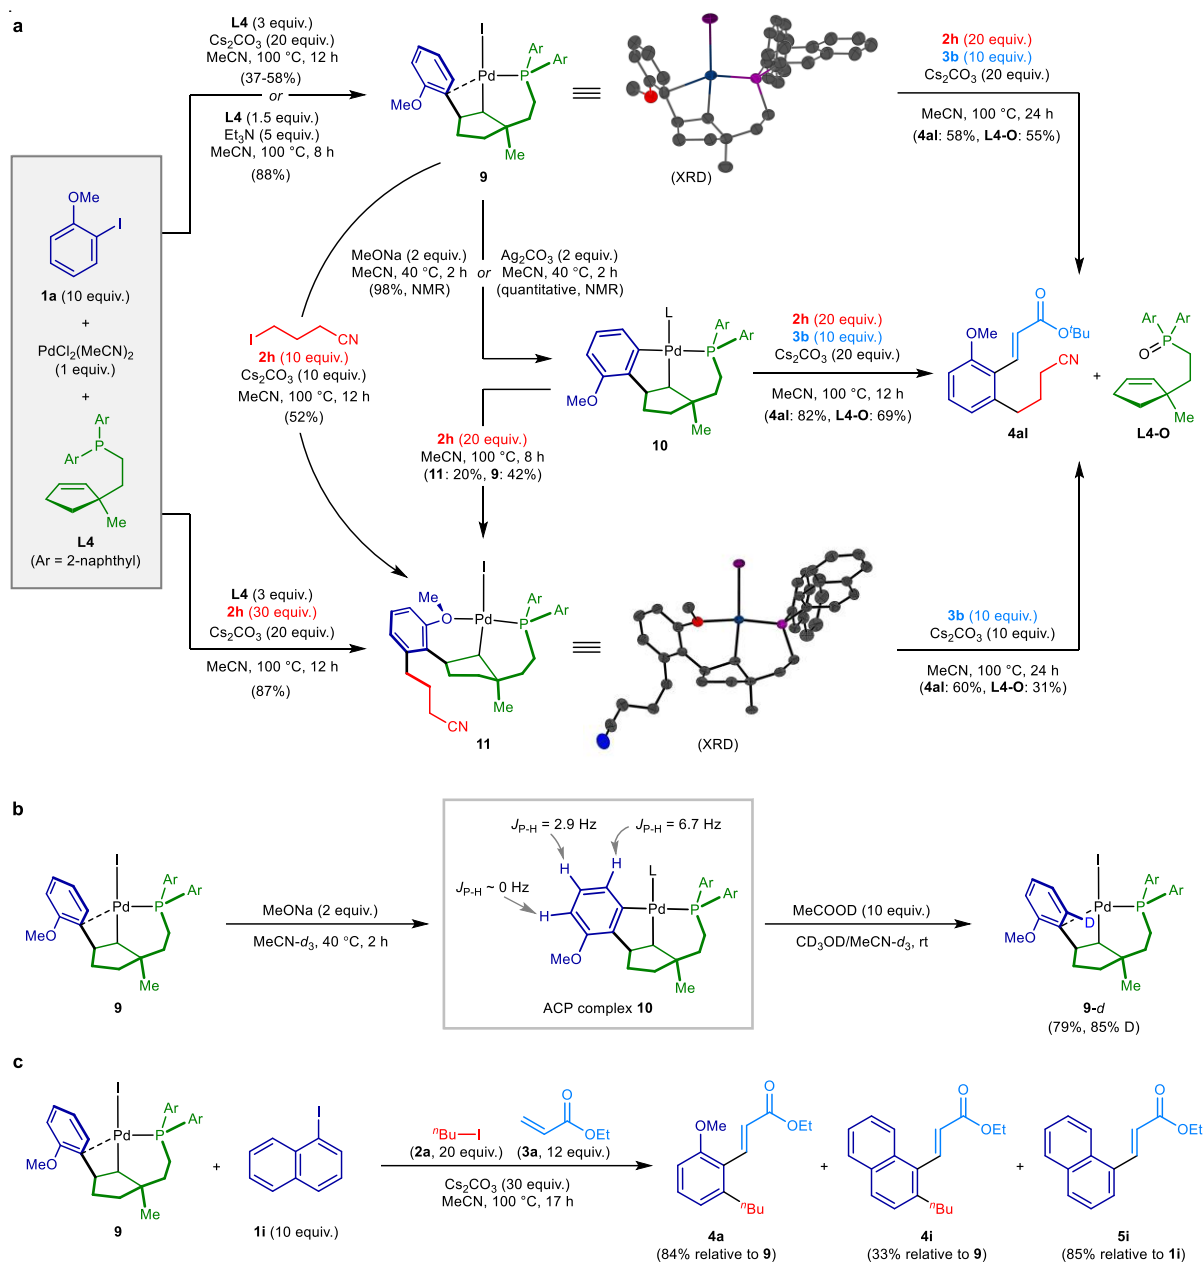 a
L4 (3 equiv.)
Cs2CO3 (20 equiv.)
MeCN, 100 °C, 12 h
(37-58%)
or
L4 (1.5 equiv.)
Et3N (5 equiv.)
MeCN, 100 °C, 8 h
(88%)
I
Ar
Ar
Pd
P
MeO
Me
9
(XRD)
2h (20 equiv.)
3b (10 equiv.)
Cs2CO3 (20 equiv.)
MeCN, 100 °C, 24 h
(4al: 58%, L4-O: 55%)
OMe
I
1a (10 equiv.)
+
PdCl2(MeCN)2
(1 equiv.)
+
Ar
P
Ar
Me
L4
(Ar = 2-naphthyl)
MeONa (2 equiv.)
MeCN, 40 °C, 2 h
(98%, NMR)
or
Ag2CO3 (2 equiv.)
MeCN, 40 °C, 2 h
(quantitative, NMR)
I
CN
2h (10 equiv.)
Cs2CO3 (10 equiv.)
MeCN, 100 °C, 12 h
(52%)
L
Ar
Ar
Pd
P
MeO
Me
10
2h (20 equiv.)
MeCN, 100 °C, 8 h
(11: 20%, 9: 42%)
2h (20 equiv.)
3b (10 equiv.)
Cs2CO3 (20 equiv.)
MeCN, 100 °C, 12 h
(4al: 82%, L4-O: 69%)
O
OtBu
OMe
CN
4al
+
Ar
Ar
P
O
Me
L4-O
L4 (3 equiv.)
2h (30 equiv.)
Cs2CO3 (20 equiv.)
MeCN, 100 °C, 12 h
(87%)
I
Me
O
Pd
P
Ar
Ar
Me
CN
11
(XRD)
3b (10 equiv.)
Cs2CO3 (10 equiv.)
MeCN, 100 °C, 24 h
(4al: 60%, L4-O: 31%)
b
I
Ar
Ar
Pd
P
MeO
Me
9
MeONa (2 equiv.)
MeCN-d3, 40 °C, 2 h
JP-H = 2.9 Hz
JP-H = 6.7 Hz
JP-H ~ 0 Hz
H
H
H
L
Ar
Ar
Pd
P
MeO
Me
ACP complex 10
MeCOOD (10 equiv.)
CD3OD/MeCN-d3, rt
I
Ar
Ar
Pd
P
D
MeO
Me
9-d
(79%, 85% D)
c
I
Ar
Ar
Pd
P
MeO
Me
9
+
I
1i (10 equiv.)
nBu
I
(2a, 20 equiv.)
O
OEt
(3a, 12 equiv.)
Cs2CO3 (30 equiv.)
MeCN, 100 °C, 17 h
O
OEt
OMe
nBu
4a
(84% relative to 9)
+
O
OEt
nBu
4i
(33% relative to 9)
+
O
OEt
5i
(85% relative to 1i)